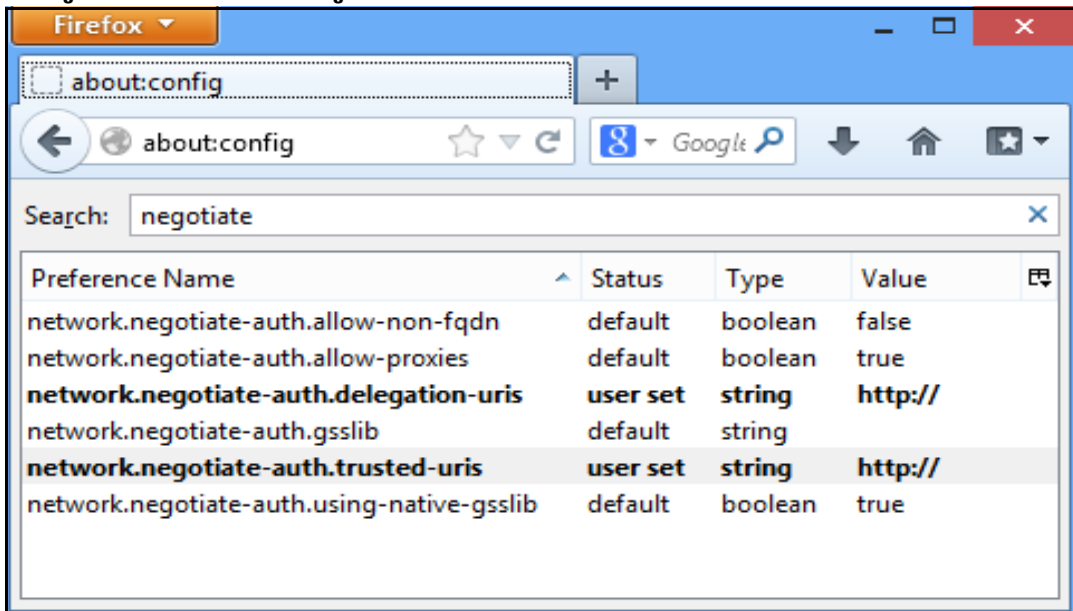 Firefox
about:config
about:config
Google
Search: negotiate
Preference Name Status Type Value
network.negotiate-auth.allow-non-fqdn default boolean false
network.negotiate-auth.allow-proxies default boolean true
network.negotiate-auth.delegation-uris user set string http://
network.negotiate-auth.gsslib default string
network.negotiate-auth.trusted-uris user set string http://
network.negotiate-auth.using-native-gsslib default boolean true